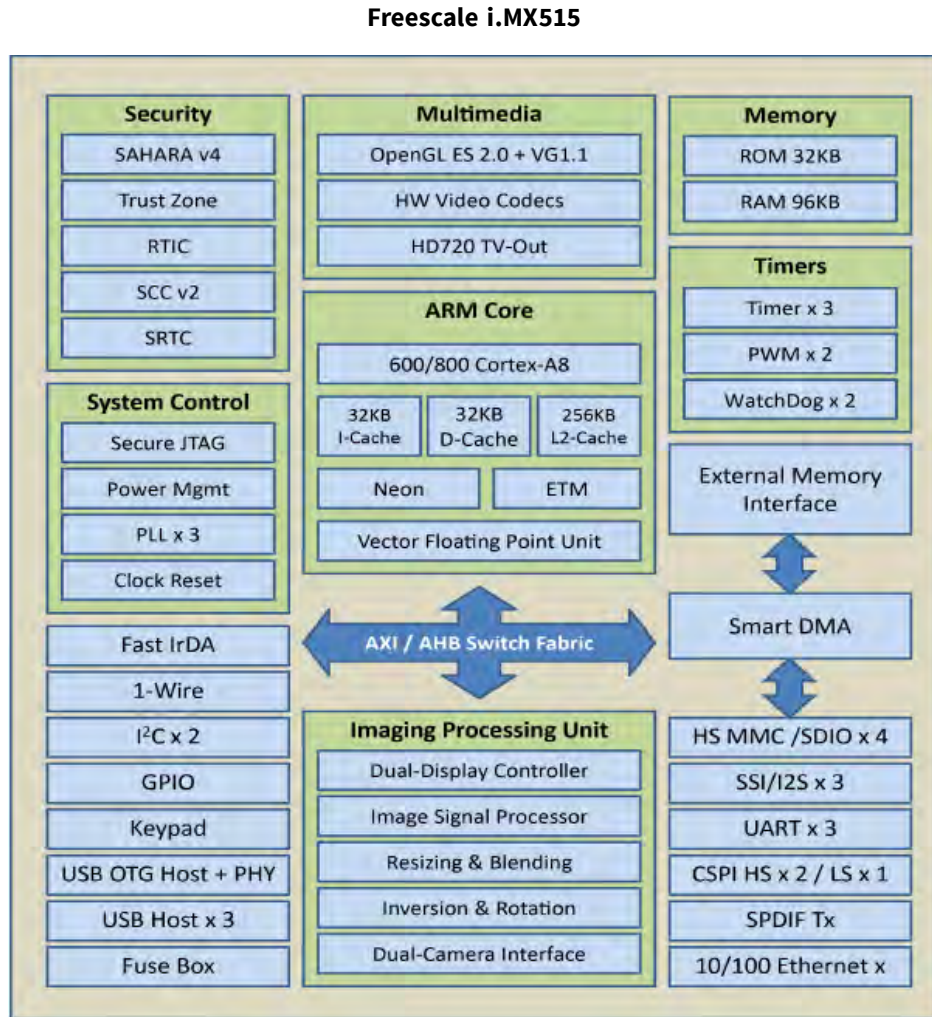 Freescale i.MX515
Security
SAHARA v4
Trust Zone
RTIC
SCC v2
SRTC
System Control
Secure JTAG
Power Mgmt
PLL x 3
Clock Reset
Fast IrDA
1-Wire
I²C x 2
GPIO
Keypad
USB OTG Host + PHY
USB Host x 3
Fuse Box
Multimedia
OpenGL ES 2.0 + VG1.1
HW Video Codecs
HD720 TV-Out
ARM Core
600/800 Cortex-A8
32KB
I-Cache
32KB
D-Cache
256KB
L2-Cache
Neon
ETM
Vector Floating Point Unit
AXI / AHB Switch Fabric
Imaging Processing Unit
Dual-Display Controller
Image Signal Processor
Resizing & Blending
Inversion & Rotation
Dual-Camera Interface
Memory
ROM 32KB
RAM 96KB
Timers
Timer x 3
PWM x 2
WatchDog x 2
External Memory
Interface
Smart DMA
HS MMC /SDIO x 4
SSI/I2S x 3
UART x 3
CSPI HS x 2 / LS x 1
SPDIF Tx
10/100 Ethernet x